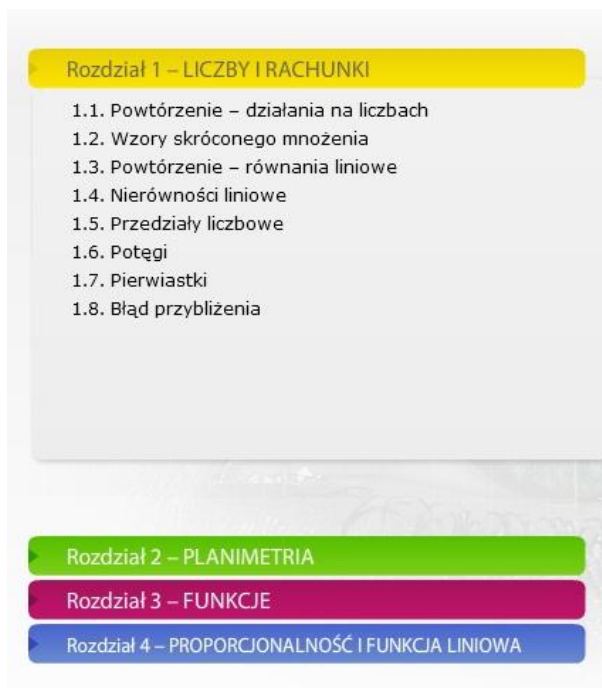 Rozdział 1 – LICZBY I RACHUNKI
1.1. Powtórzenie – działania na liczbach
1.2. Wzory skróconego mnożenia
1.3. Powtórzenie – równania liniowe
1.4. Nierówności liniowe
1.5. Przedziały liczbowe
1.6. Potęgi
1.7. Pierwiastki
1.8. Błąd przybliżenia
Rozdział 2 – PLANIMETRIA
Rozdział 3 – FUNKCJE
Rozdział 4 – PROPORCJONALNOŚĆ I FUNKCJA LINIOWA